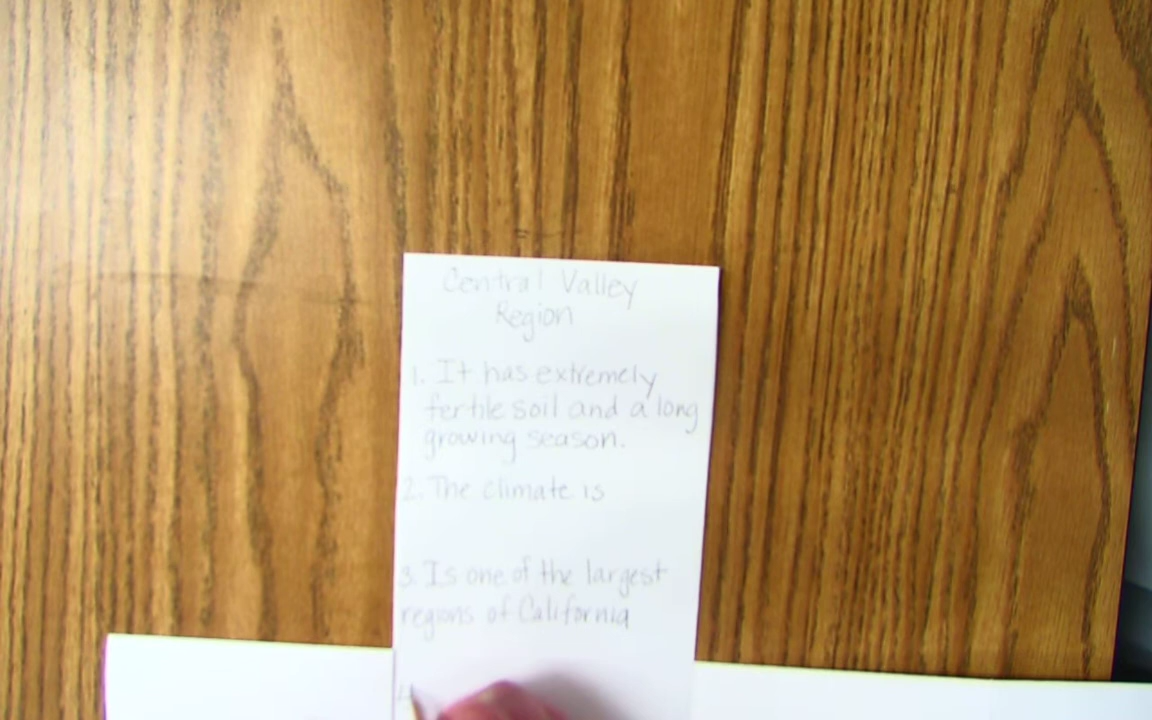 Central Valley
Region
1. It has extremely
fertile soil and a long
growing season.
2. The climate is
3. Is one of the largest
regions of California
4